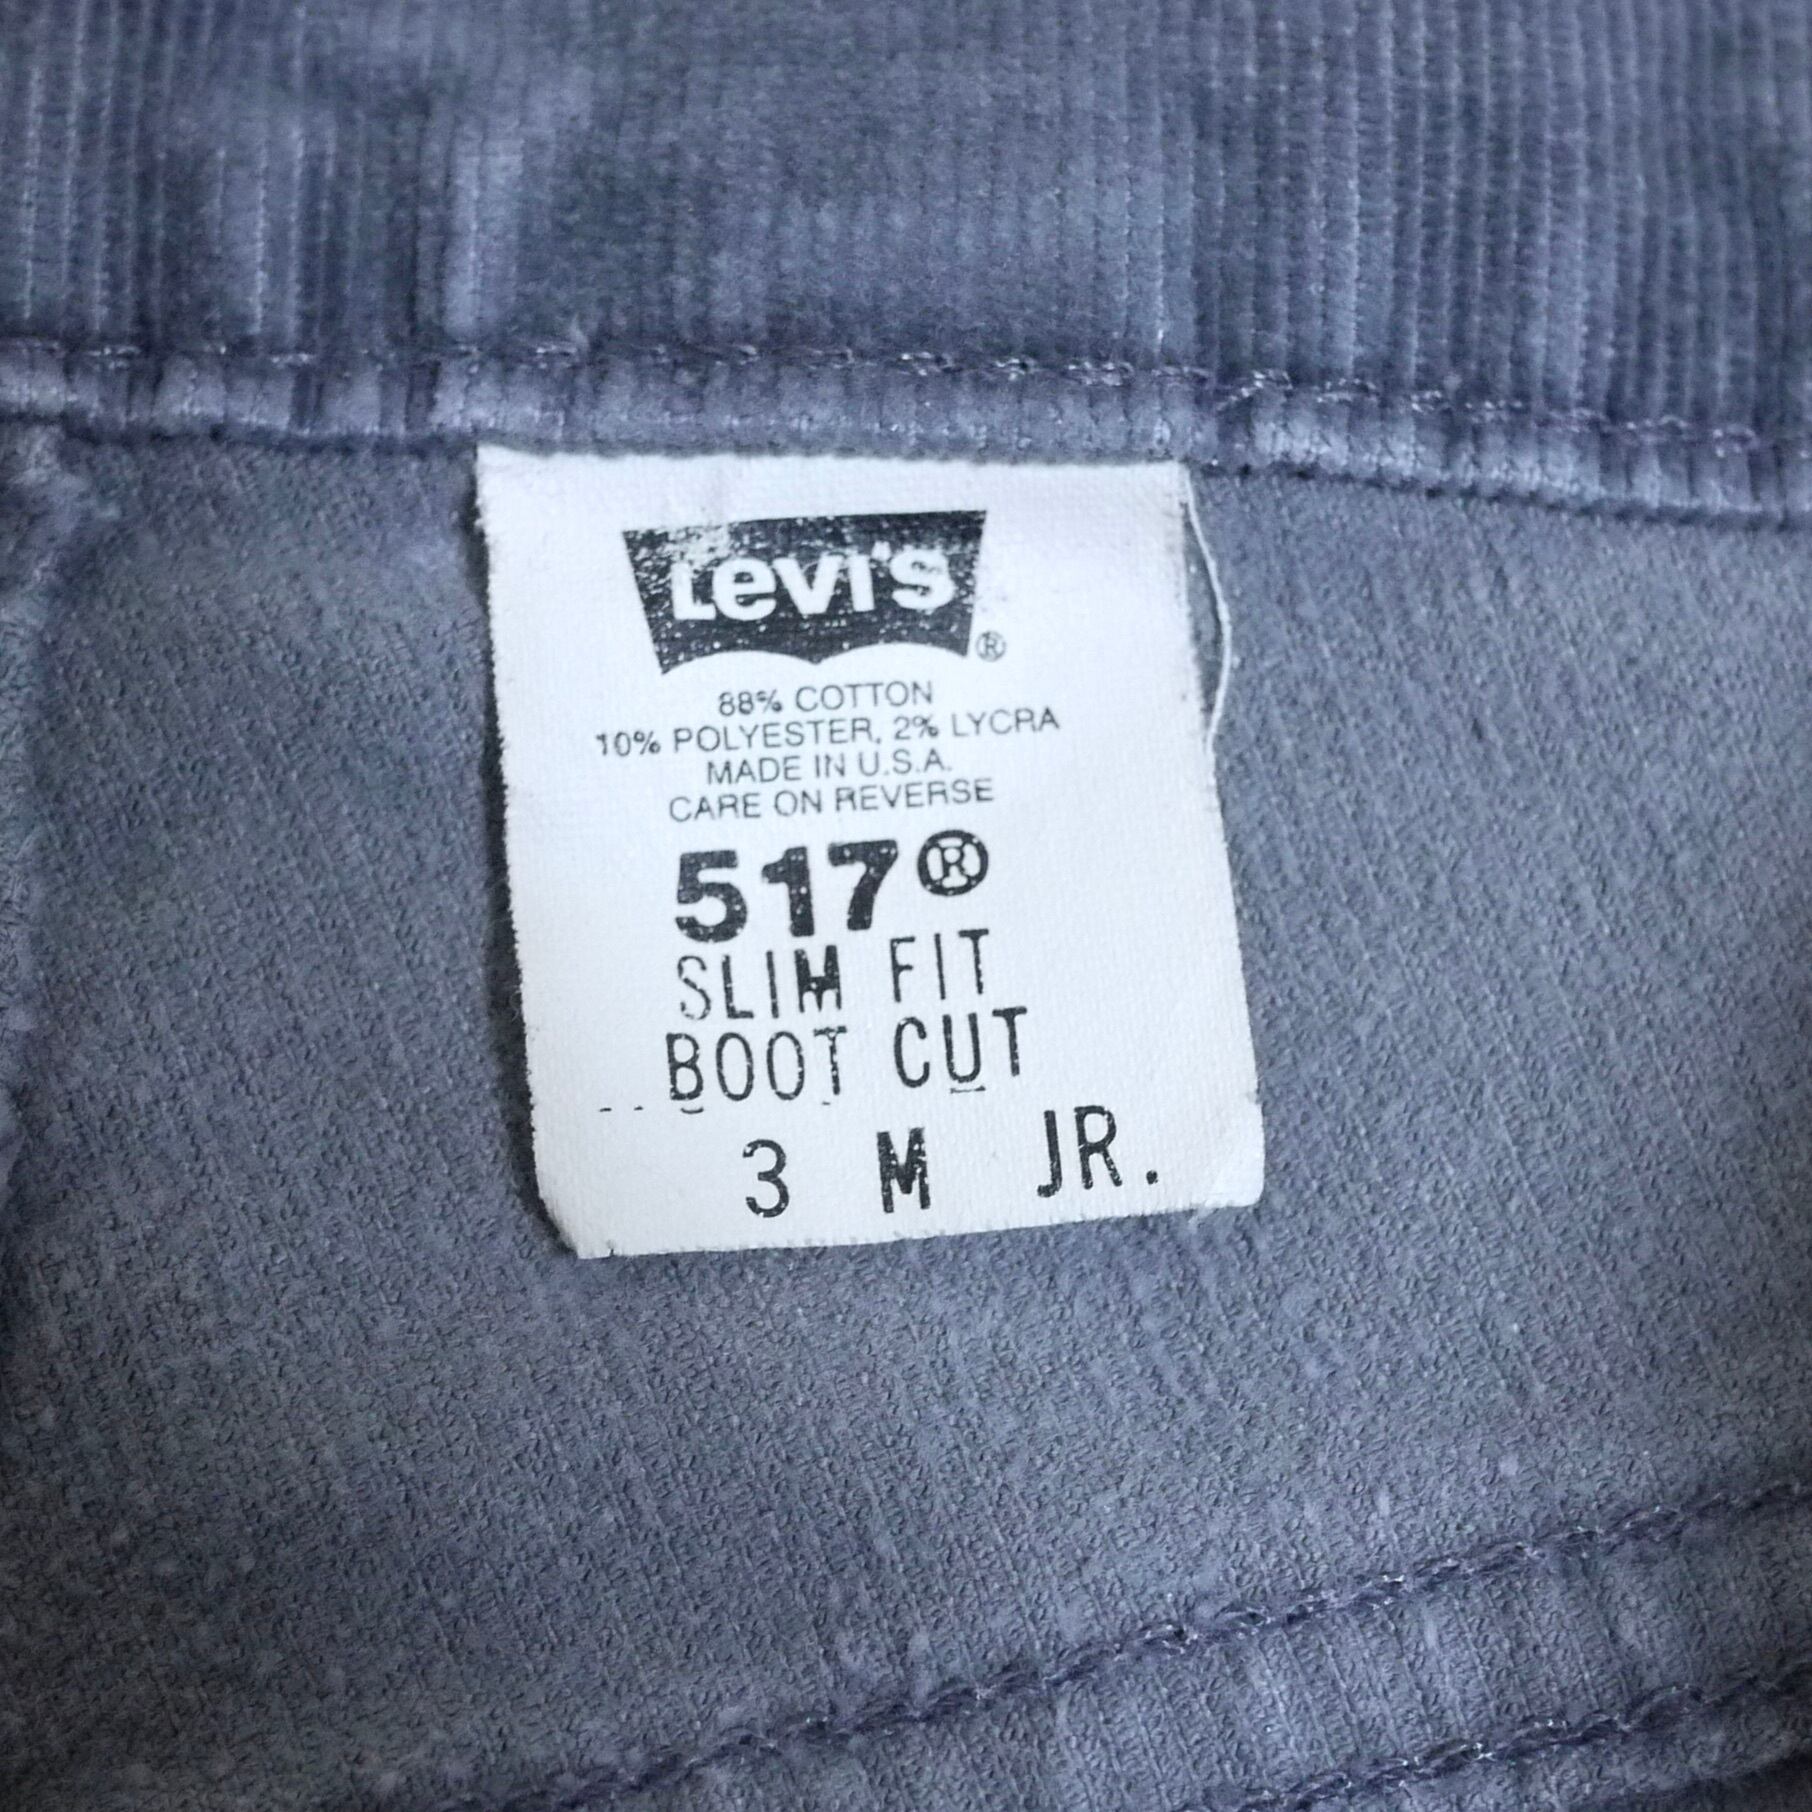 Levi's ®
88% COTTON
10% POLYESTER, 2% LYCRA
MADE IN U.S.A.
CARE ON REVERSE
517®
SLIM FIT
BOOT CUT
3 M JR.